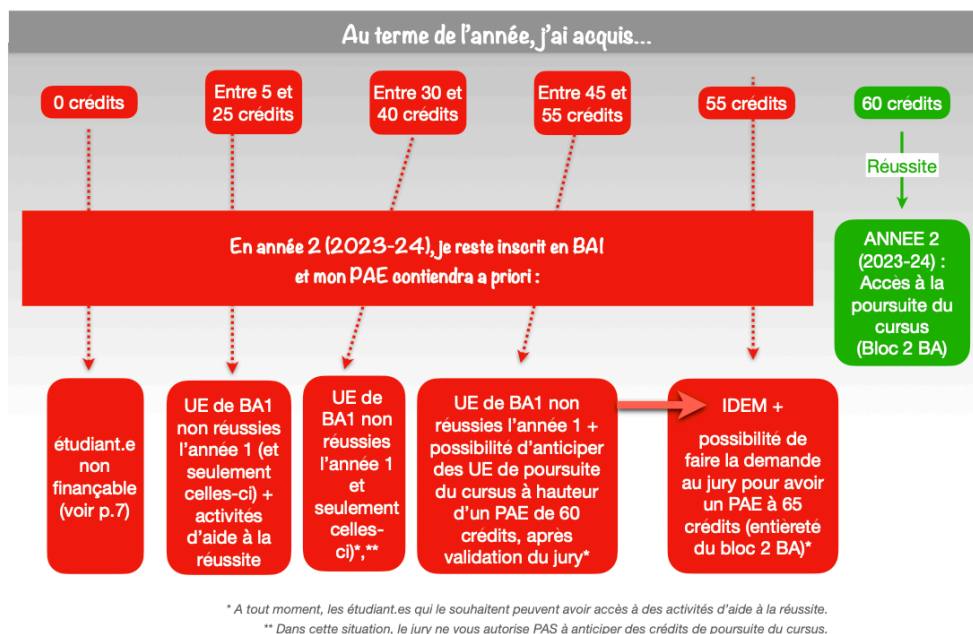 Au terme de l'année, j'ai acquis...
0 crédits
Entre 5 et
25 crédits
Entre 30 et
40 crédits
Entre 45 et
55 crédits
55 crédits
60 crédits
Réussite
En année 2 (2023-24), je reste inscrit en BA1
et mon PAE contiendra a priori :
ANNEE 2
(2023-24) :
Accès à la
poursuite du
cursus
(Bloc 2 BA)
étudiant.e
non
finançable
(voir p.7)
UE de BA1
non réussies
l'année 1 (et
seulement
celles-ci) +
activités
d'aide à la
réussite
UE de
BA1 non
réussies
l'année 1
et
seulement
celles-
ci)*,**
UE de BA1 non
réussies l'année 1 +
possibilité d'anticiper
des UE de poursuite
du cursus à hauteur
d'un PAE de 60
crédits, après
validation du jury*
IDEM +
possibilité de
faire la demande
au jury pour avoir
un PAE à 65
crédits (entièreté
du bloc 2 BA)*
* A tout moment, les étudiant.es qui le souhaitent peuvent avoir accès à des activités d'aide à la réussite.
** Dans cette situation, le jury ne vous autorise PAS à anticiper des crédits de poursuite du cursus.